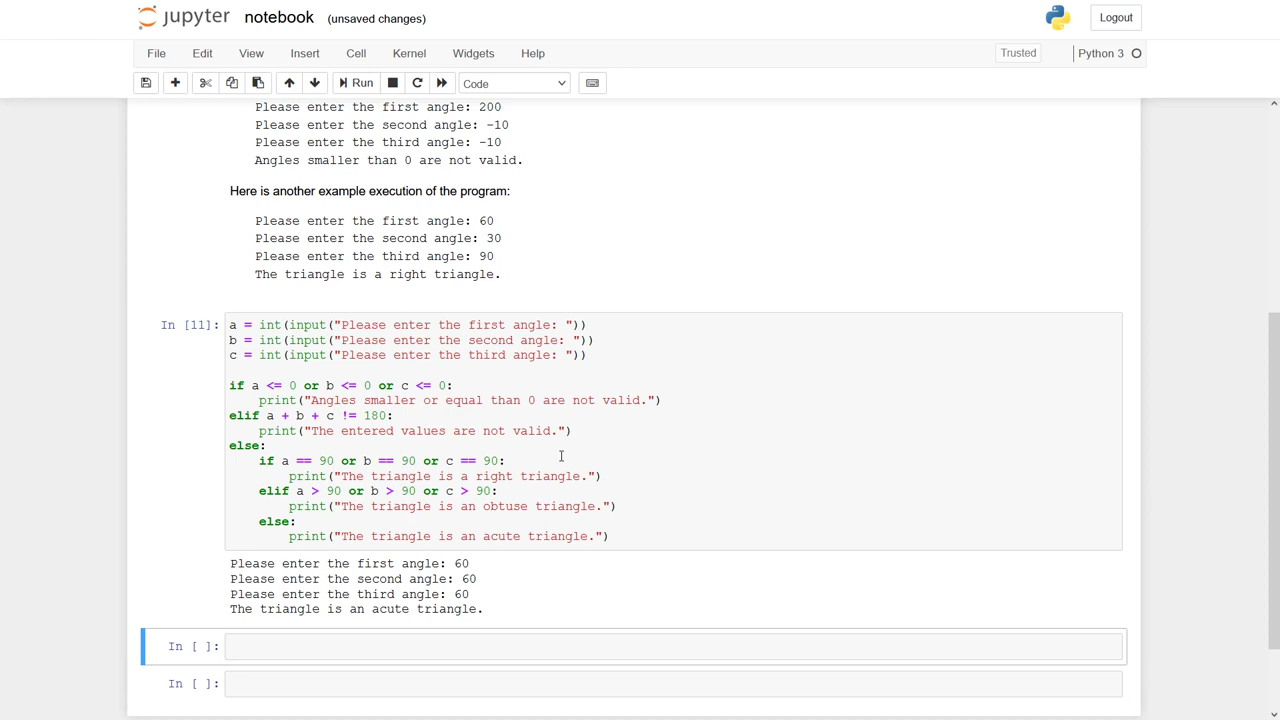 jupyter notebook (unsaved changes) Logout
File Edit View Insert Cell Kernel Widgets Help Trusted Python 3
Run Code
Please enter the first angle: 200
Please enter the second angle: -10
Please enter the third angle: -10
Angles smaller than 0 are not valid.
Here is another example execution of the program:
Please enter the first angle: 60
Please enter the second angle: 30
Please enter the third angle: 90
The triangle is a right triangle.
In [11]: a = int(input("Please enter the first angle: "))
b = int(input("Please enter the second angle: "))
c = int(input("Please enter the third angle: "))
if a <= 0 or b <= 0 or c <= 0:
    print("Angles smaller or equal than 0 are not valid.")
elif a + b + c != 180:
    print("The entered values are not valid.")
else:
    if a == 90 or b == 90 or c == 90:
        print("The triangle is a right triangle.")
    elif a > 90 or b > 90 or c > 90:
        print("The triangle is an obtuse triangle.")
    else:
        print("The triangle is an acute triangle.")
Please enter the first angle: 60
Please enter the second angle: 60
Please enter the third angle: 60
The triangle is an acute triangle.
In [ ]:
In [ ]: